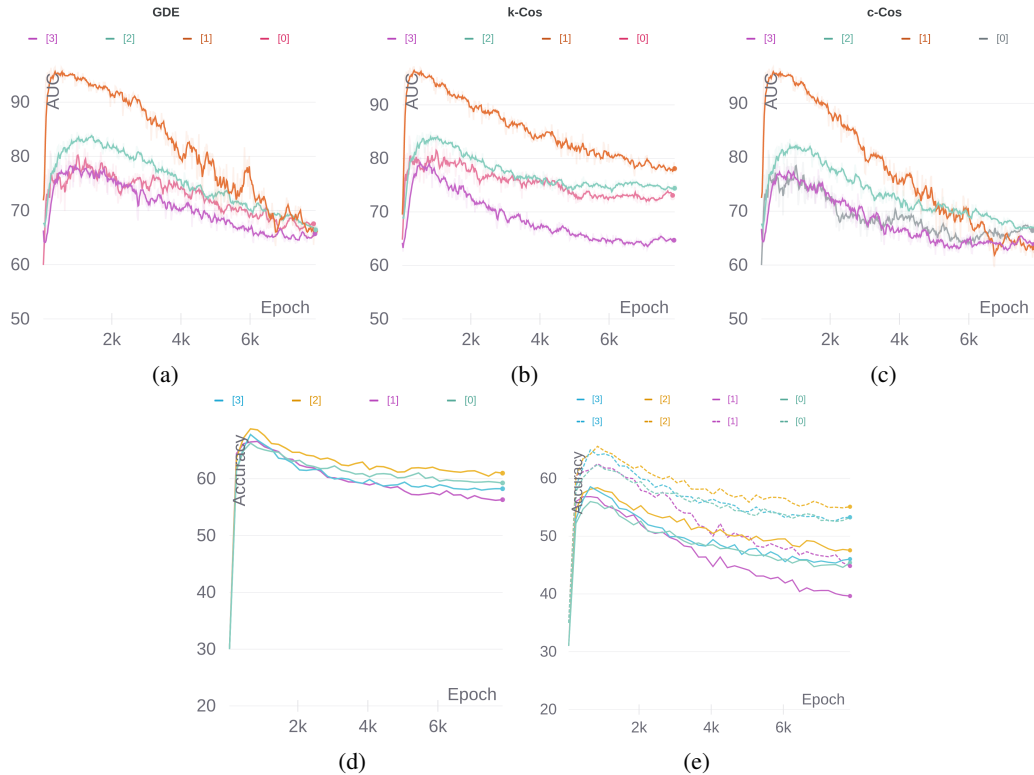 GDE
[3] [2] [1] [0]
AUC
90
80
70
60
50
2k 4k 6k
Epoch
(a)
k-Cos
[3] [2] [1] [0]
AUC
90
80
70
60
50
2k 4k 6k
Epoch
(b)
c-Cos
[3] [2] [1] [0]
AUC
90
80
70
60
50
2k 4k 6k
Epoch
(c)
[3] [2] [1] [0]
Accuracy
60
50
40
30
20
2k 4k 6k
Epoch
(d)
[3] [2] [1] [0]
[3] [2] [1] [0]
Accuracy
60
50
40
30
20
2k 4k 6k
Epoch
(e)